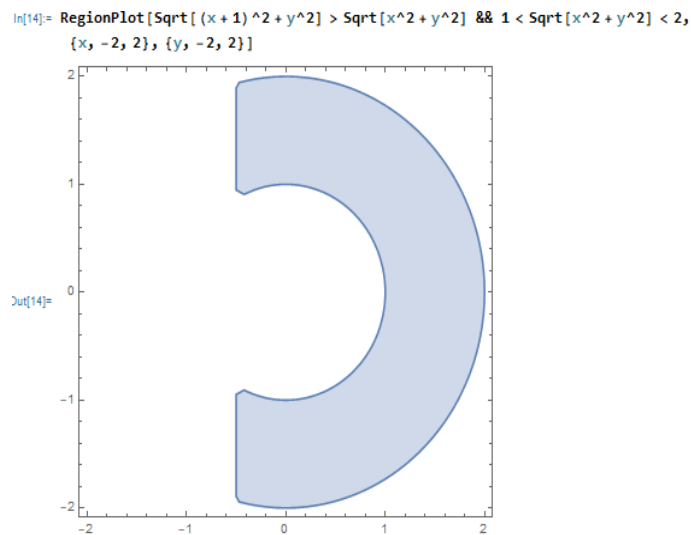 In[14]:= RegionPlot[Sqrt[(x + 1)^2 + y^2] > Sqrt[x^2 + y^2] && 1 < Sqrt[x^2 + y^2] < 2,
{x, -2, 2}, {y, -2, 2}]
2
1
Out[14]= 0
-1
-2
-2 -1 0 1 2